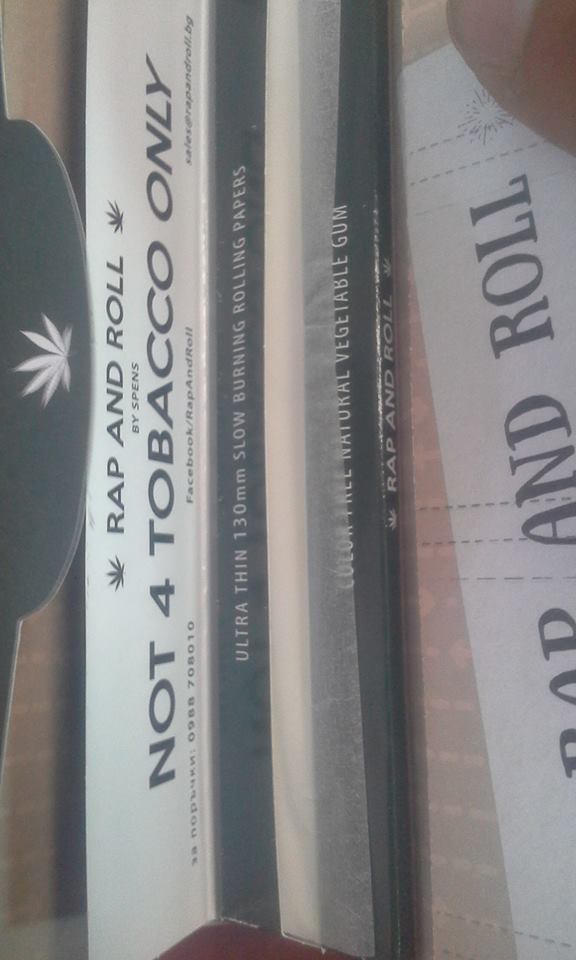 RAP AND ROLL
BY SPENS
NOT 4 TOBACCO ONLY
за поръчки: 0988 708010 Facebook/RapAndRoll sales@rapandroll.bg
ULTRA THIN 130mm SLOW BURNING ROLLING PAPERS
NATURAL VEGETABLE GUM
RAP AND ROLL
RAP AND ROLL